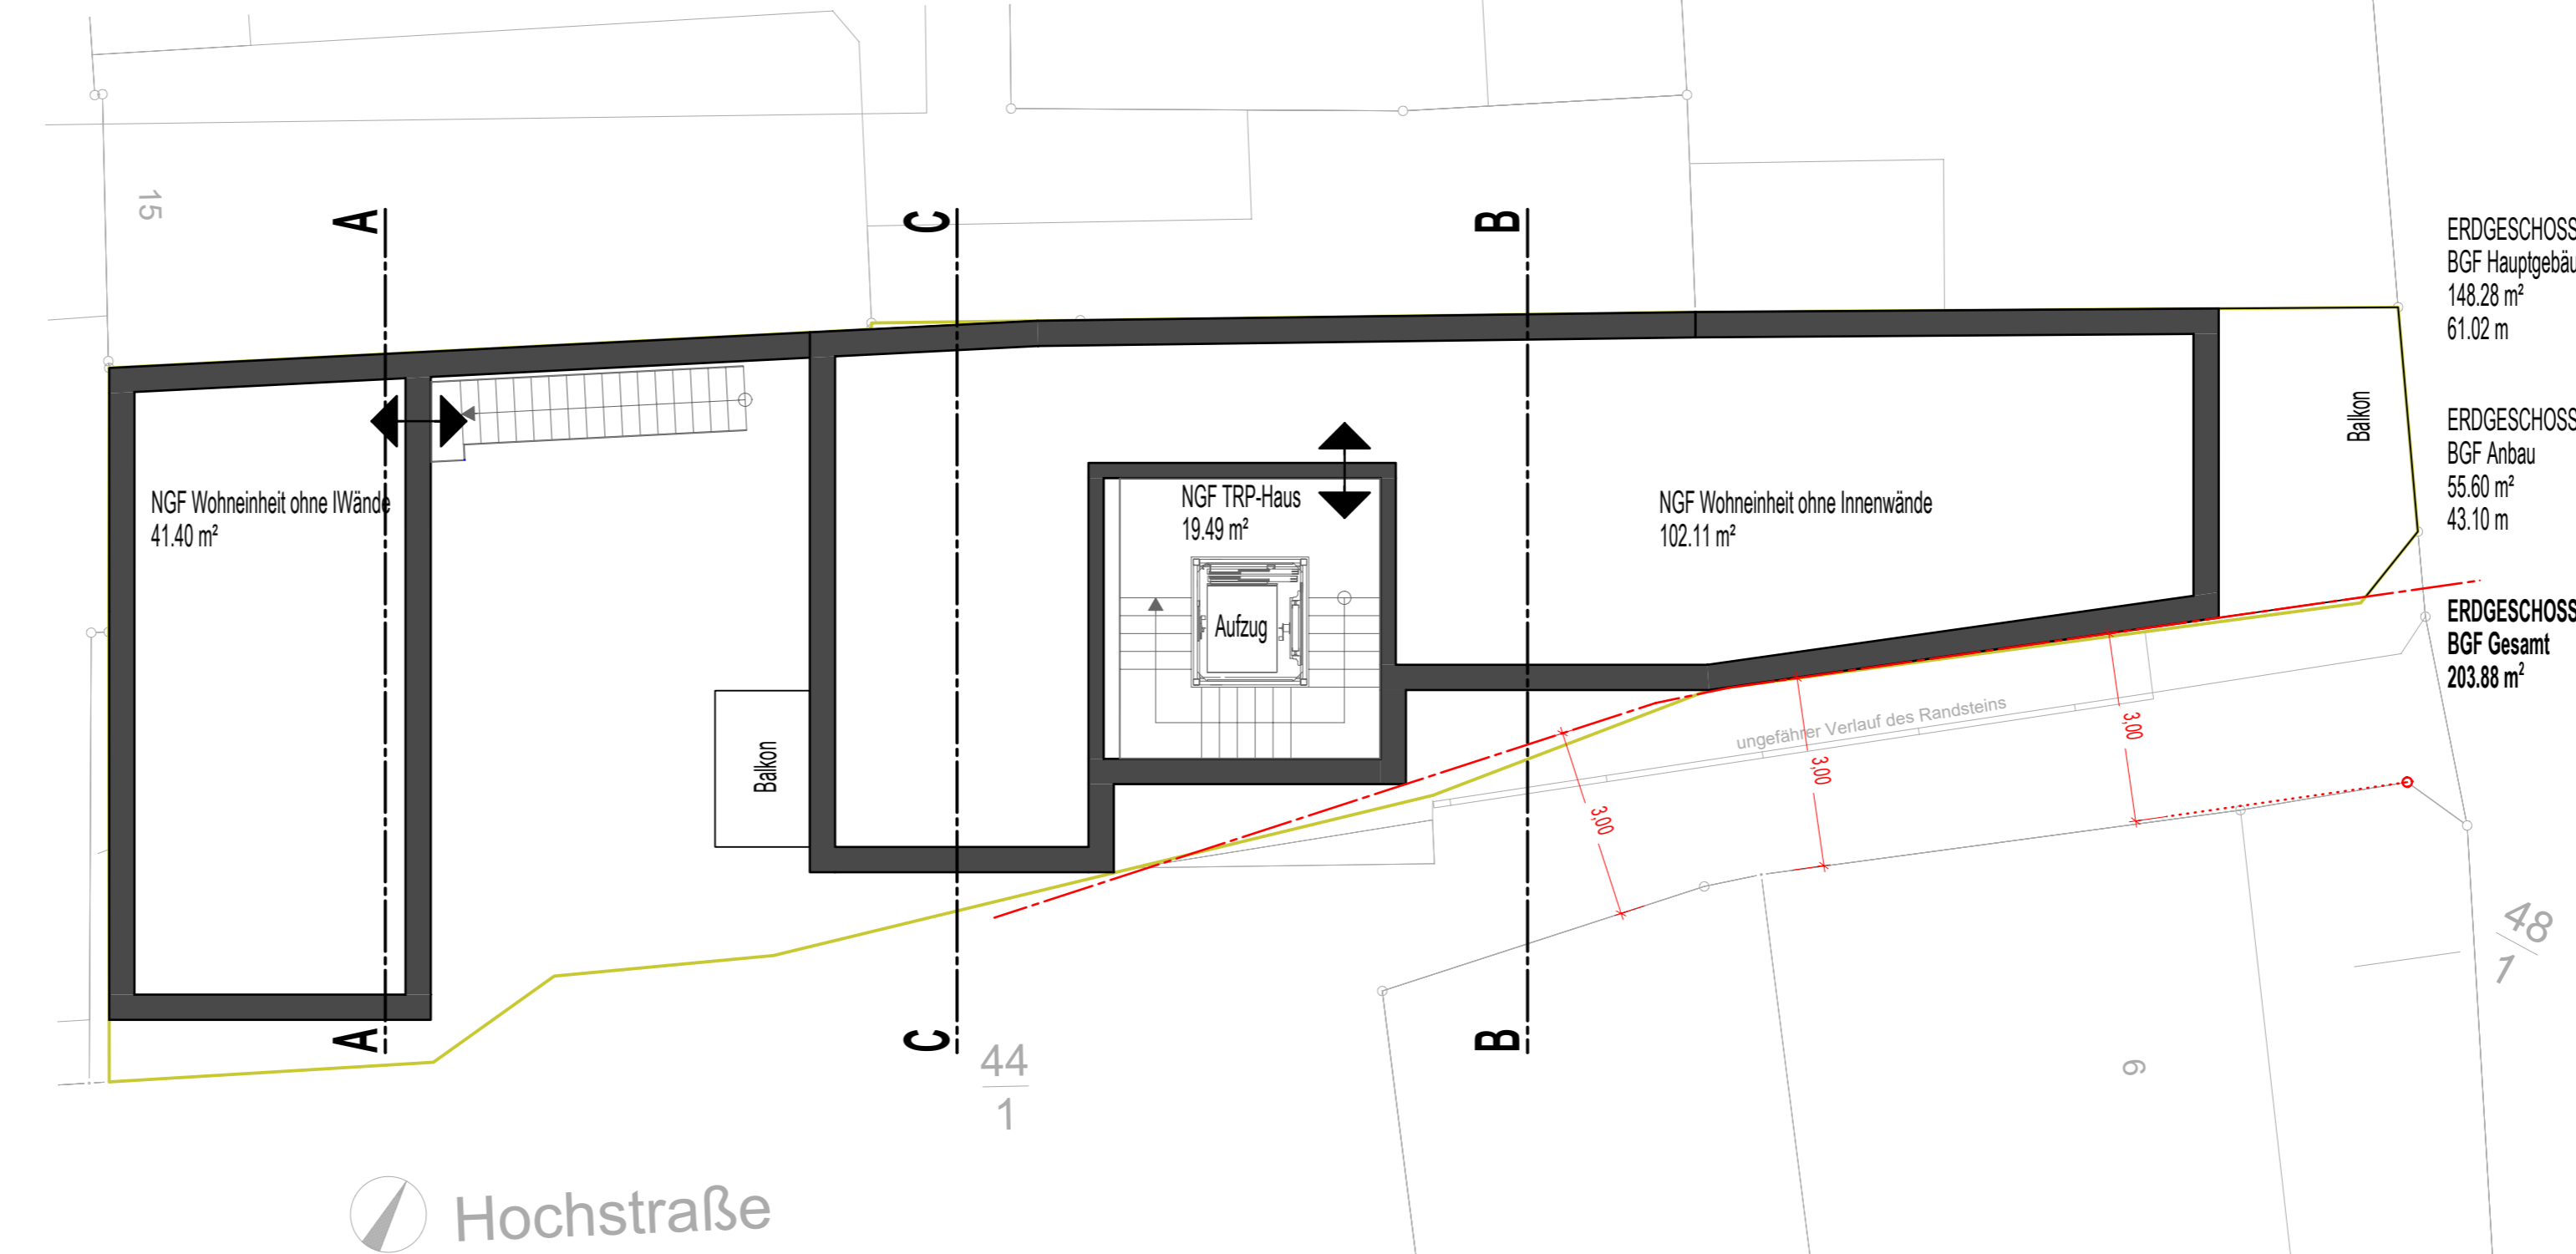 15
A
C
B
ERDGESCHOSS
BGF Hauptgebäu
148.28 m²
61.02 m
Balkon
ERDGESCHOSS
BGF Anbau
55.60 m²
43.10 m
NGF Wohneinheit ohne IWände
41.40 m²
NGF TRP-Haus
19.49 m²
NGF Wohneinheit ohne Innenwände
102.11 m²
Aufzug
ERDGESCHOSS
BGF Gesamt
203.88 m²
ungefährer Verlauf des Randsteins
3,00
3,00
3,00
Balkon
48
1
A
C
B
44
1
6
Hochstraße